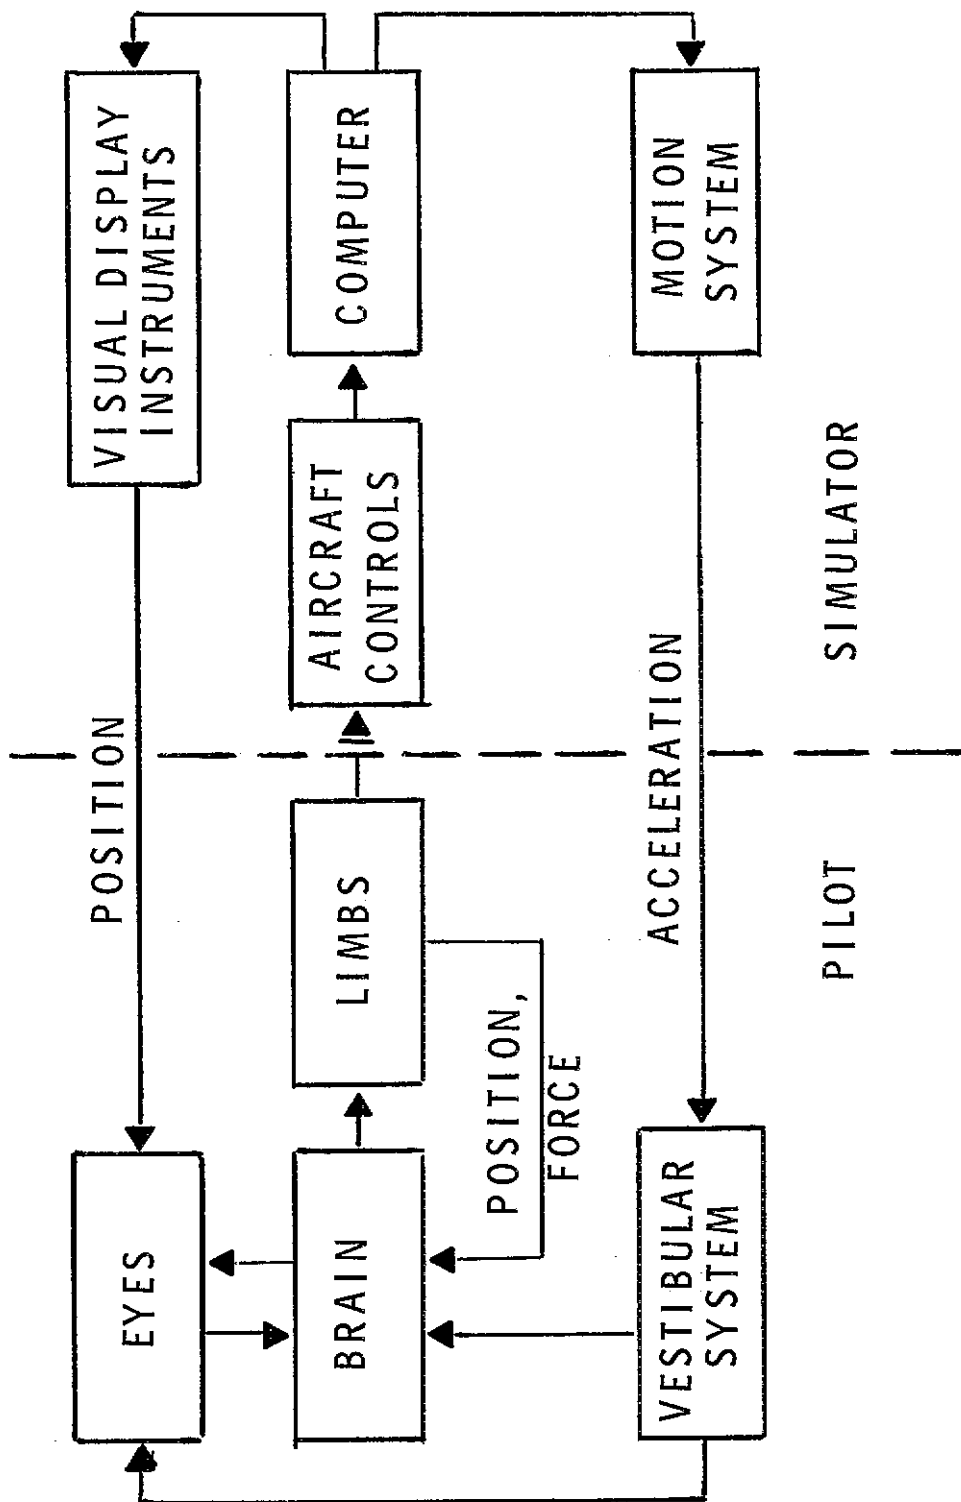 POSITION
EYES
VISUAL DISPLAY
INSTRUMENTS
BRAIN
LIMBS
AIRCRAFT
CONTROLS
COMPUTER
POSITION,
FORCE
ACCELERATION
VESTIBULAR
SYSTEM
MOTION
SYSTEM
PILOT
SIMULATOR